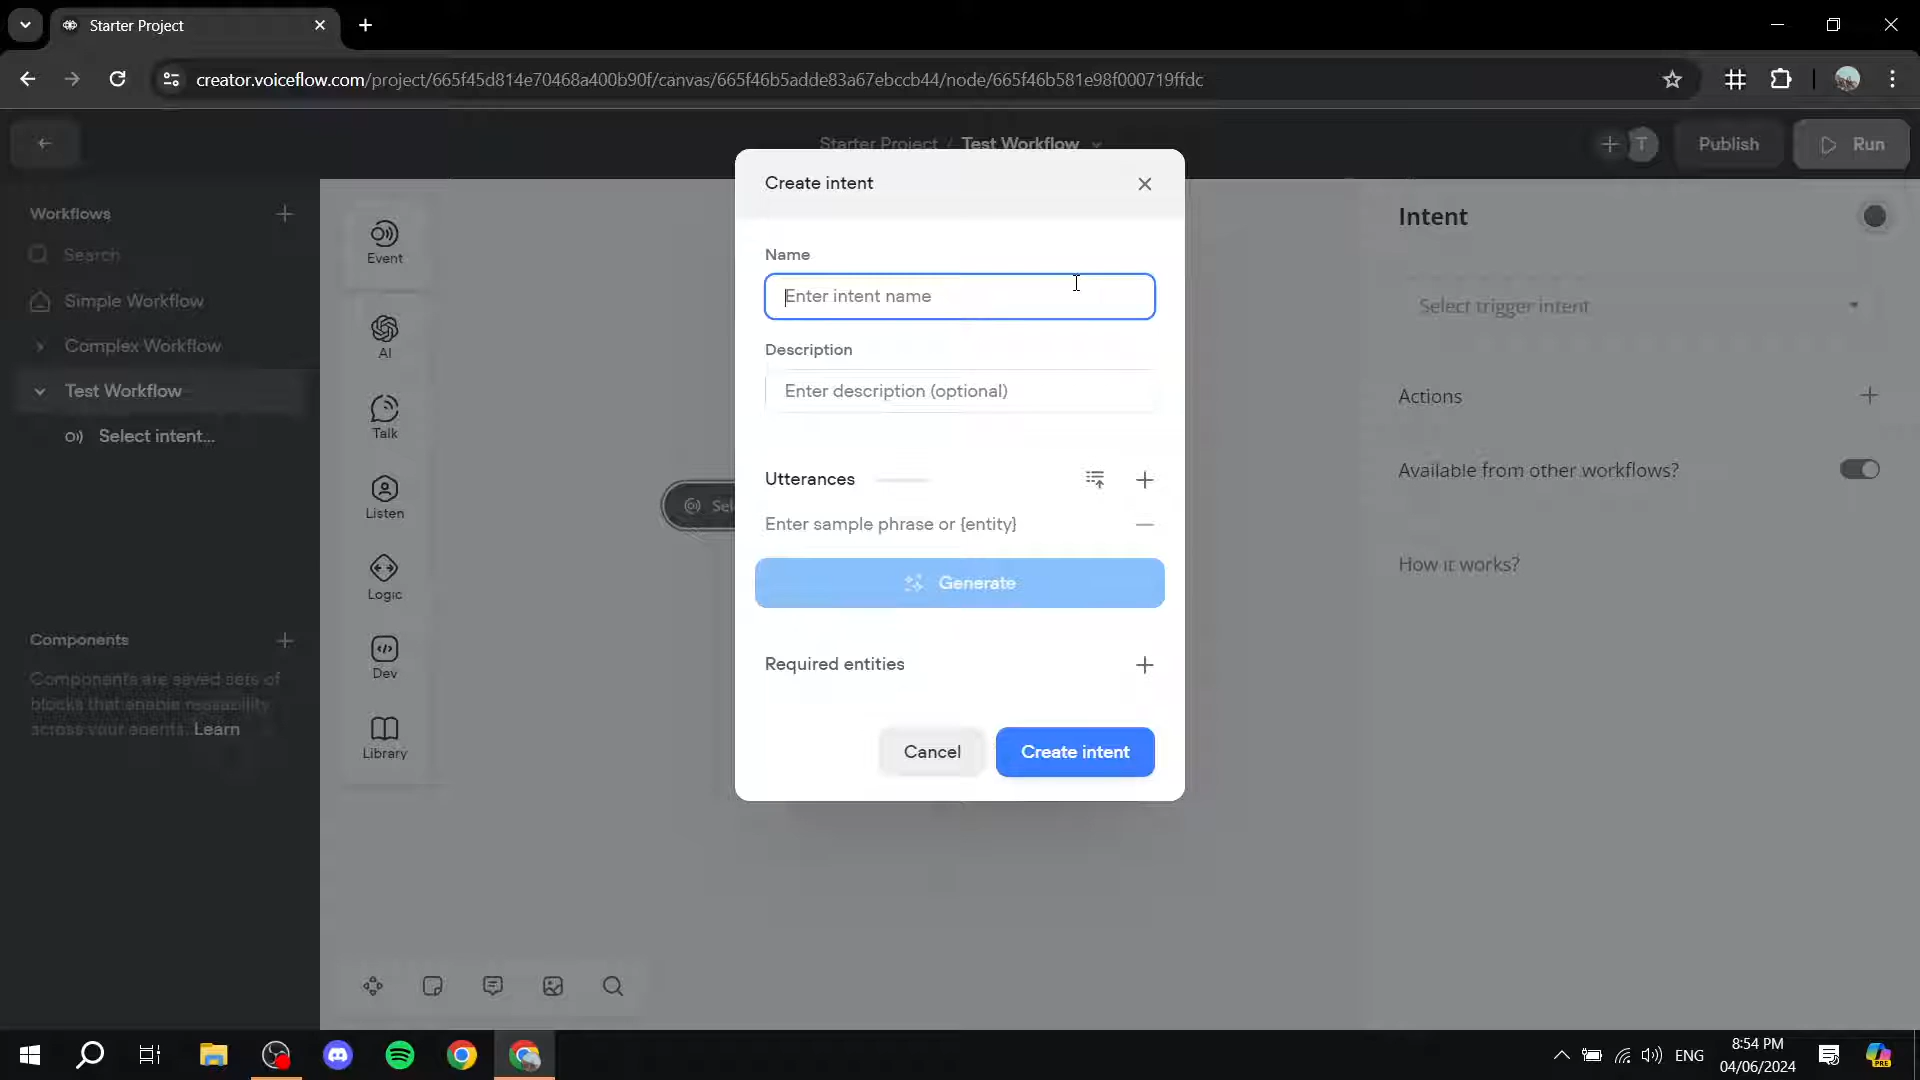 Starter Project
creator.voiceflow.com/project/665f45d814e70468a400b90f/canvas/665f46b5adde83a67ebccb44/node/665f46b581e98f000719ffdc
Starter Project / Test Workflow
T
Publish
Run
Workflows
Search
Simple Workflow
Complex Workflow
Test Workflow
Select intent...
Components
Components are saved sets of
blocks that enable reusability
across your agents. Learn
Event
AI
Talk
Listen
Logic
Dev
Library
Sel
Create intent
Name
Enter intent name
Description
Enter description (optional)
Utterances
Enter sample phrase or {entity}
Generate
Required entities
Cancel
Create intent
Intent
Select trigger intent
Actions
Available from other workflows?
How it works?
ENG
8:54 PM
04/06/2024
PRE